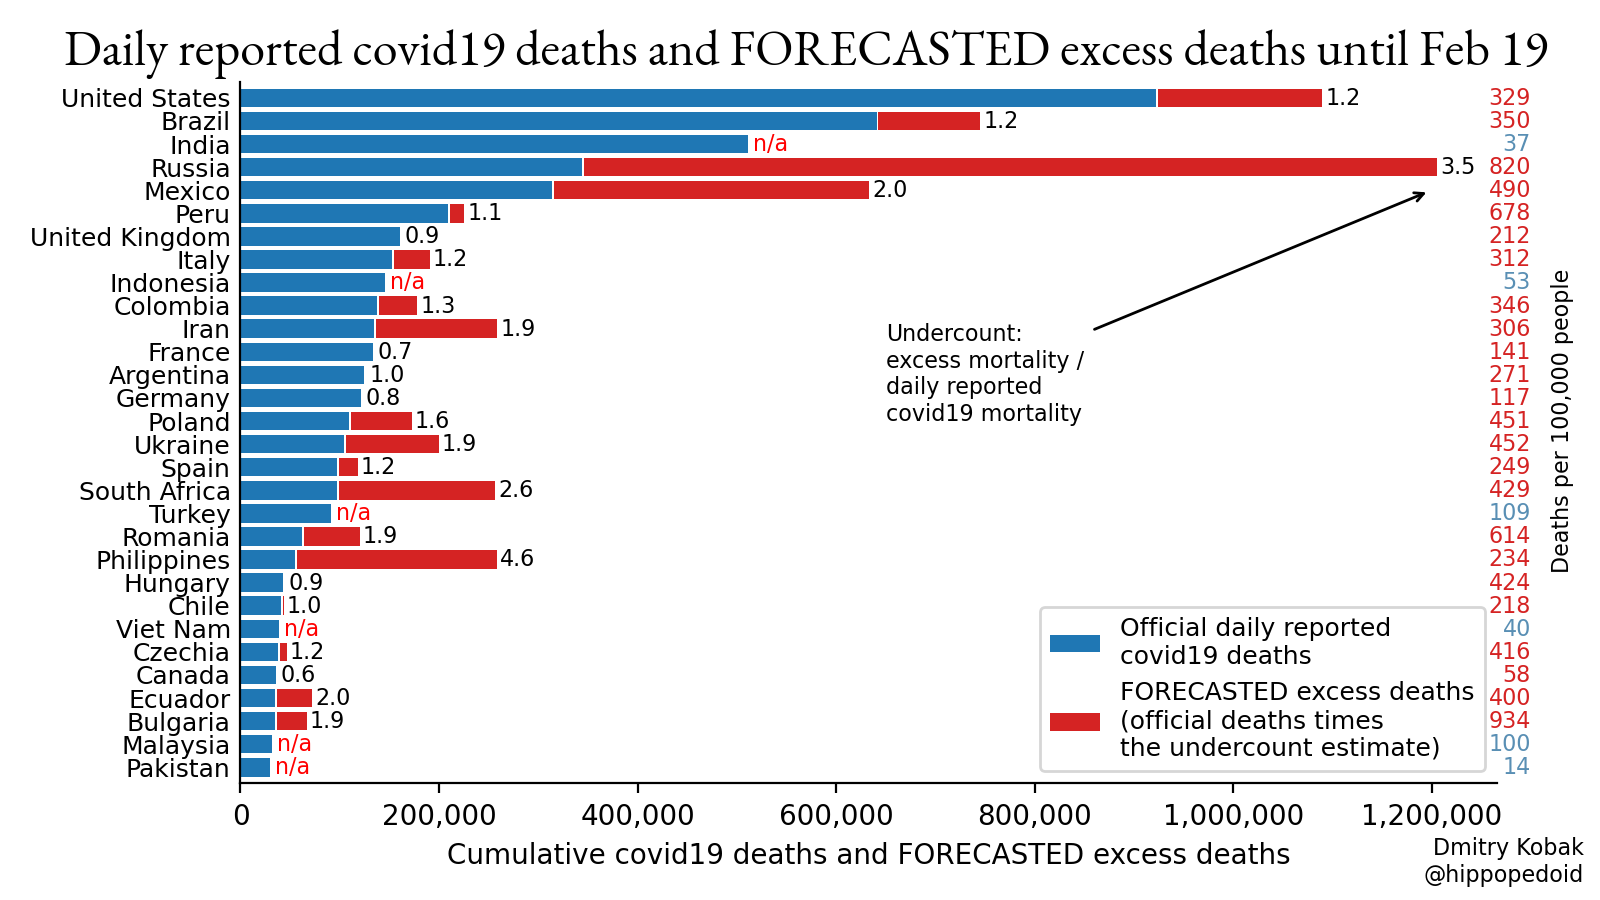 Daily reported covid19 deaths and FORECASTED excess deaths until Feb 19
United States 1.2 329
Brazil 1.2 350
India n/a 37
Russia 3.5 820
Mexico 2.0 490
Peru 1.1 678
United Kingdom 0.9 212
Italy 1.2 312
Indonesia n/a 53
Colombia 1.3 346
Iran 1.9 306
France 0.7 141
Argentina 1.0 271
Germany 0.8 117
Poland 1.6 451
Ukraine 1.9 452
Spain 1.2 249
South Africa 2.6 429
Turkey n/a 109
Romania 1.9 614
Philippines 4.6 234
Hungary 0.9 424
Chile 1.0 218
Viet Nam n/a 40
Czechia 1.2 416
Canada 0.6 58
Ecuador 2.0 400
Bulgaria 1.9 934
Malaysia n/a 100
Pakistan n/a 14
Undercount:
excess mortality /
daily reported
covid19 mortality
Deaths per 100,000 people
Official daily reported
covid19 deaths
FORECASTED excess deaths
(official deaths times
the undercount estimate)
0 200,000 400,000 600,000 800,000 1,000,000 1,200,000
Cumulative covid19 deaths and FORECASTED excess deaths
Dmitry Kobak
@hippopedoid